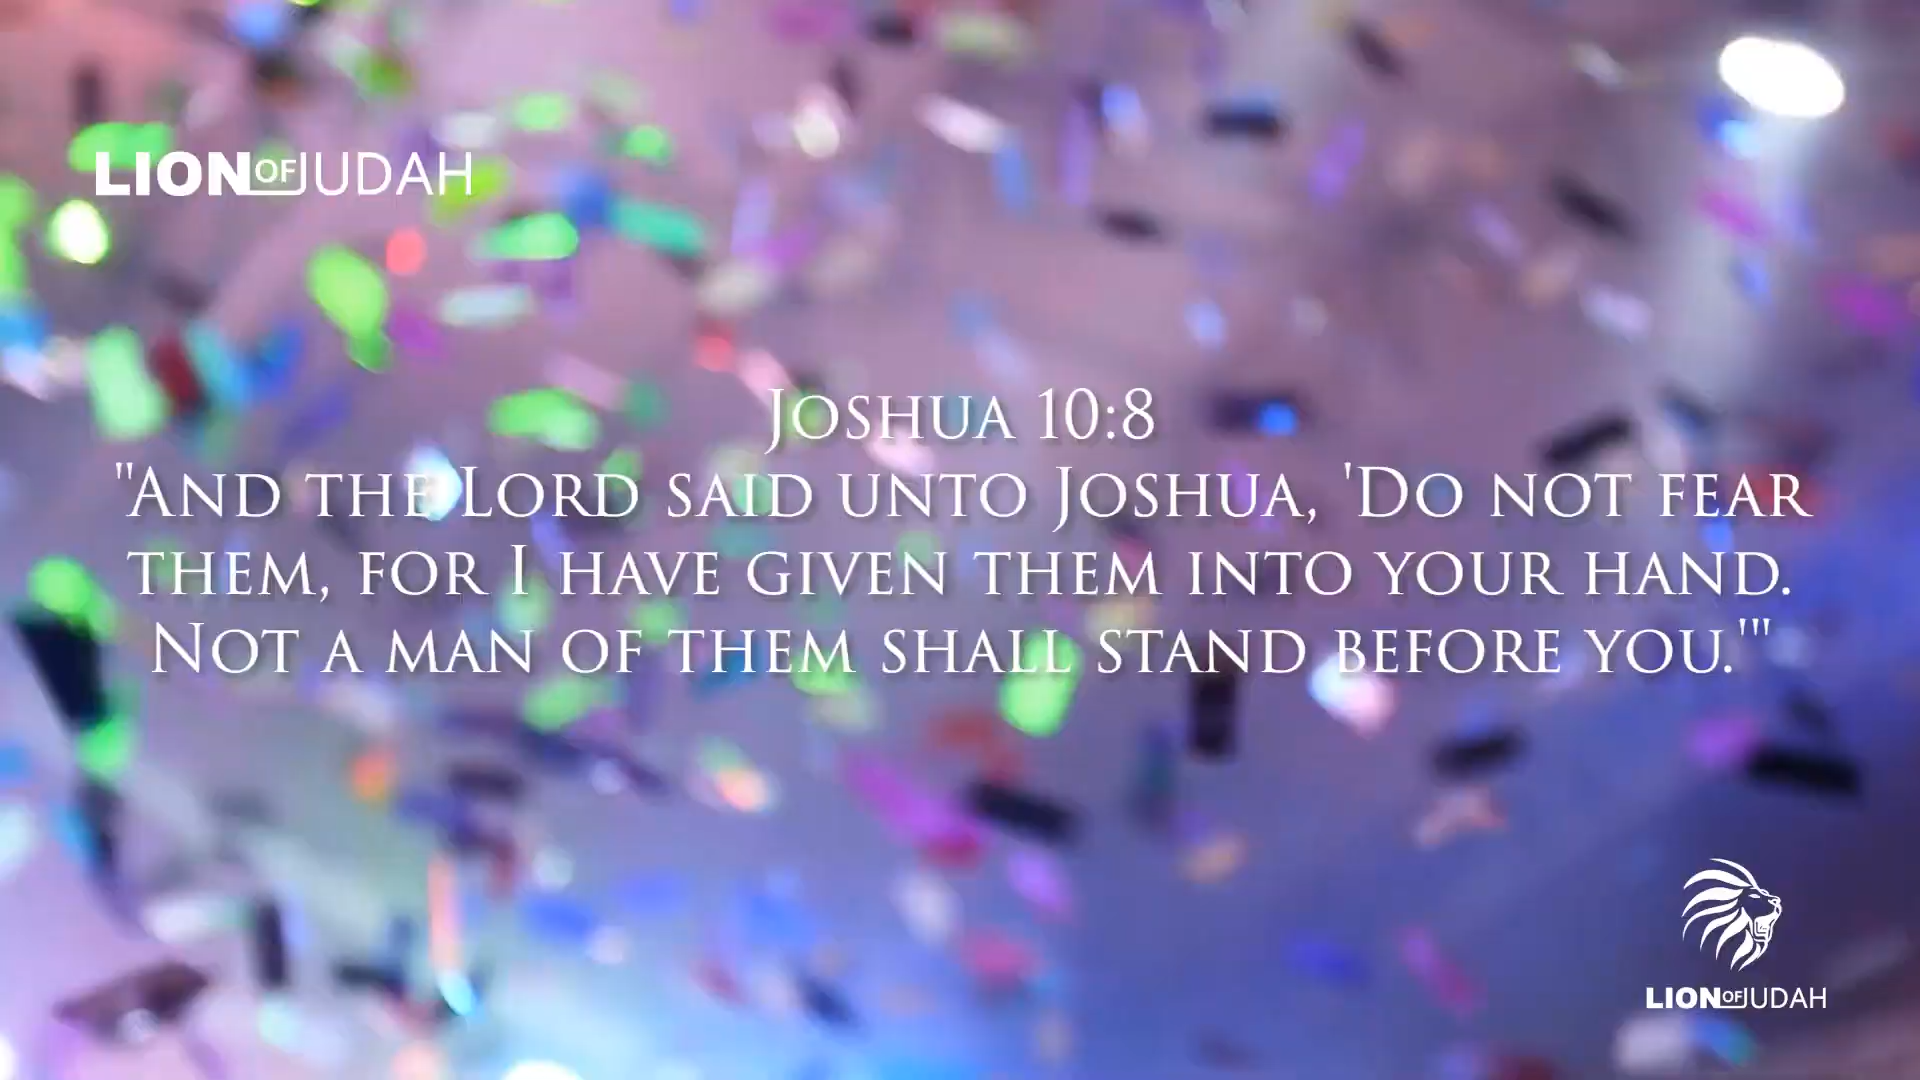 LION OF JUDAH
Joshua 10:8
"And the Lord said unto Joshua, 'Do not fear
them, for I have given them into your hand.
Not a man of them shall stand before you.'"
LION OF JUDAH